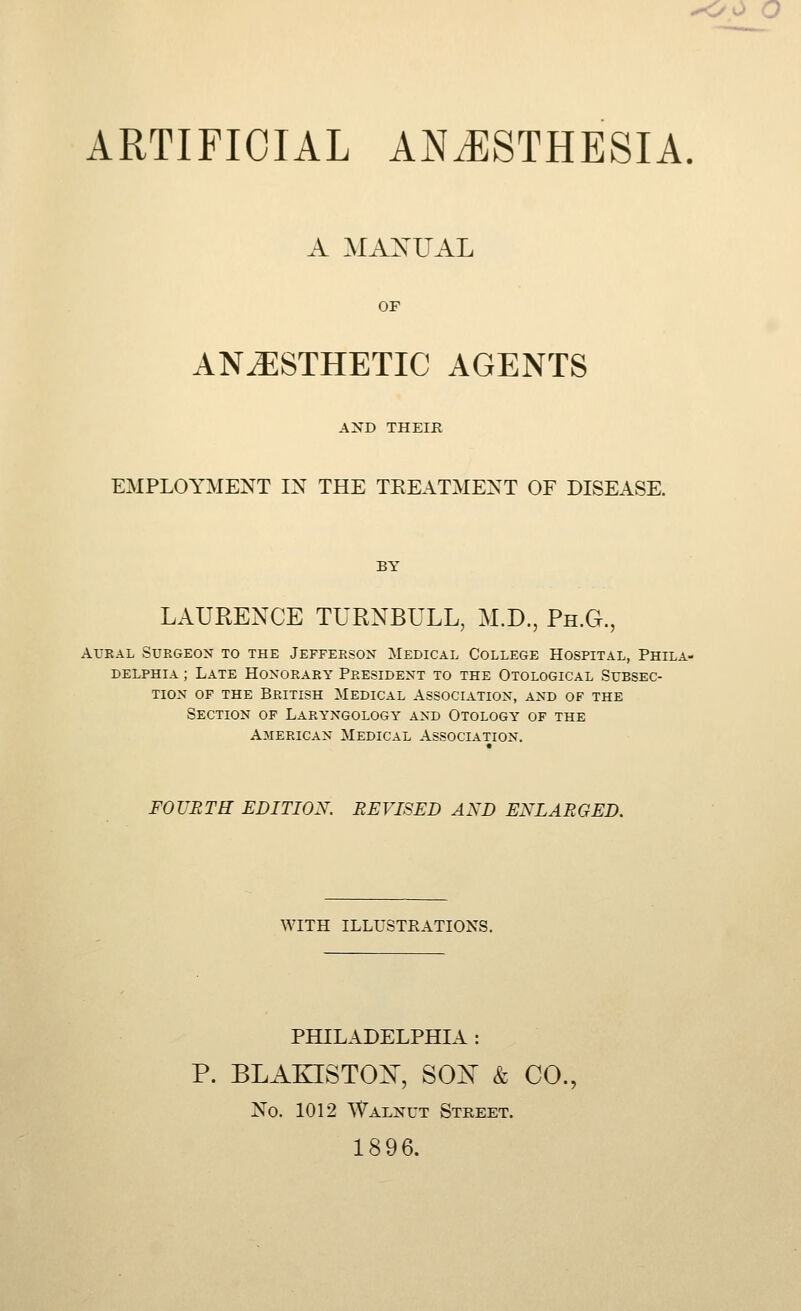 ARTIFICIAL ANÆSTHESIA.
A MANUAL
OF
ANÆSTHETIC AGENTS
AND THEIR
EMPLOYMENT IN THE TREATMENT OF DISEASE.
BY
LAURENCE TURNBULL, M.D., PH.G.,
AURAL SURGEON TO THE JEFFERSON MEDICAL COLLEGE HOSPITAL, PHILA-
DELPHIA; LATE HONORARY PRESIDENT TO THE OTOLOGICAL SUBSEC-
TION OF THE BRITISH MEDICAL ASSOCIATION, AND OF THE
SECTION OF LARYNGOLOGY AND OTOLOGY OF THE
AMERICAN MEDICAL ASSOCIATION.
FOURTH EDITION. REVISED AND ENLARGED.
WITH ILLUSTRATIONS.
PHILADELPHIA:
P. BLAKISTON, SON & CO.,
No. 1012 WALNUT STREET.
1896.